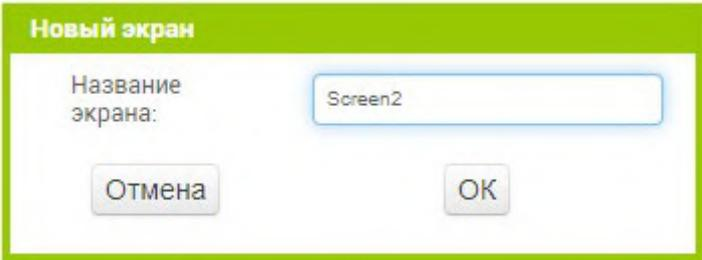 Новый экран
Название
экрана:
Screen2
Отмена
OK